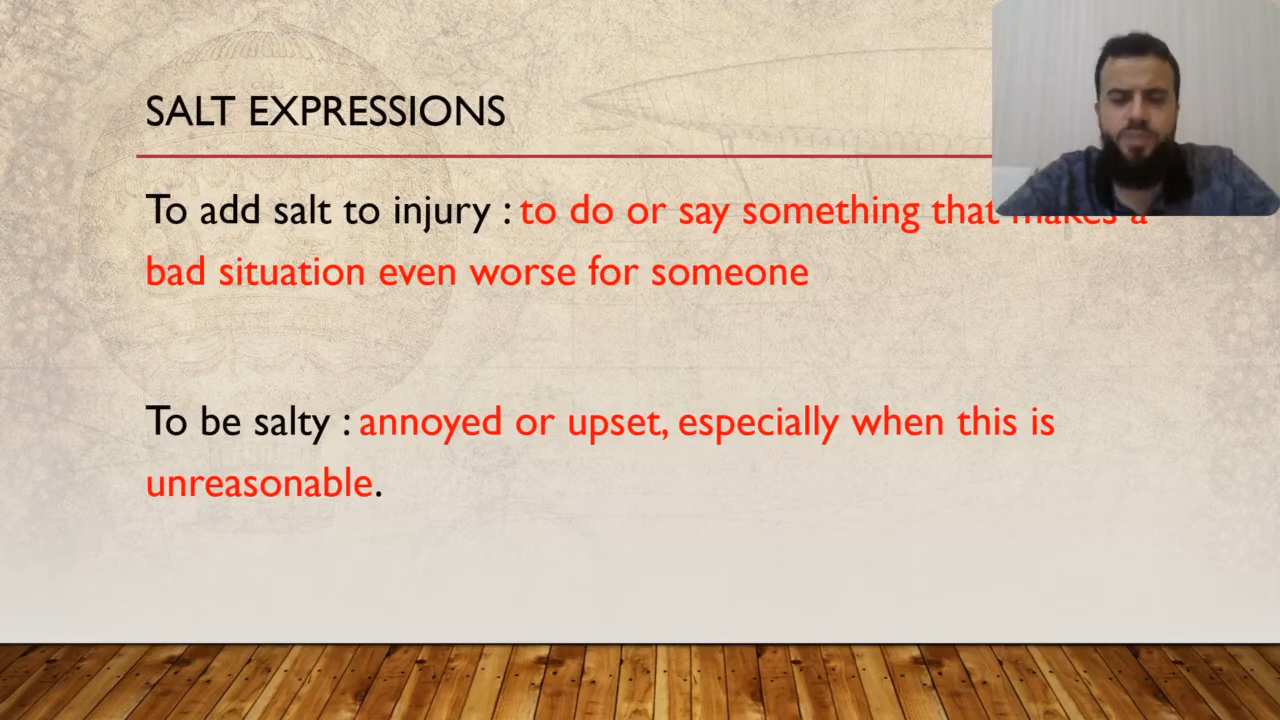 SALT EXPRESSIONS
To add salt to injury : to do or say something that makes a
bad situation even worse for someone
To be salty : annoyed or upset, especially when this is
unreasonable.